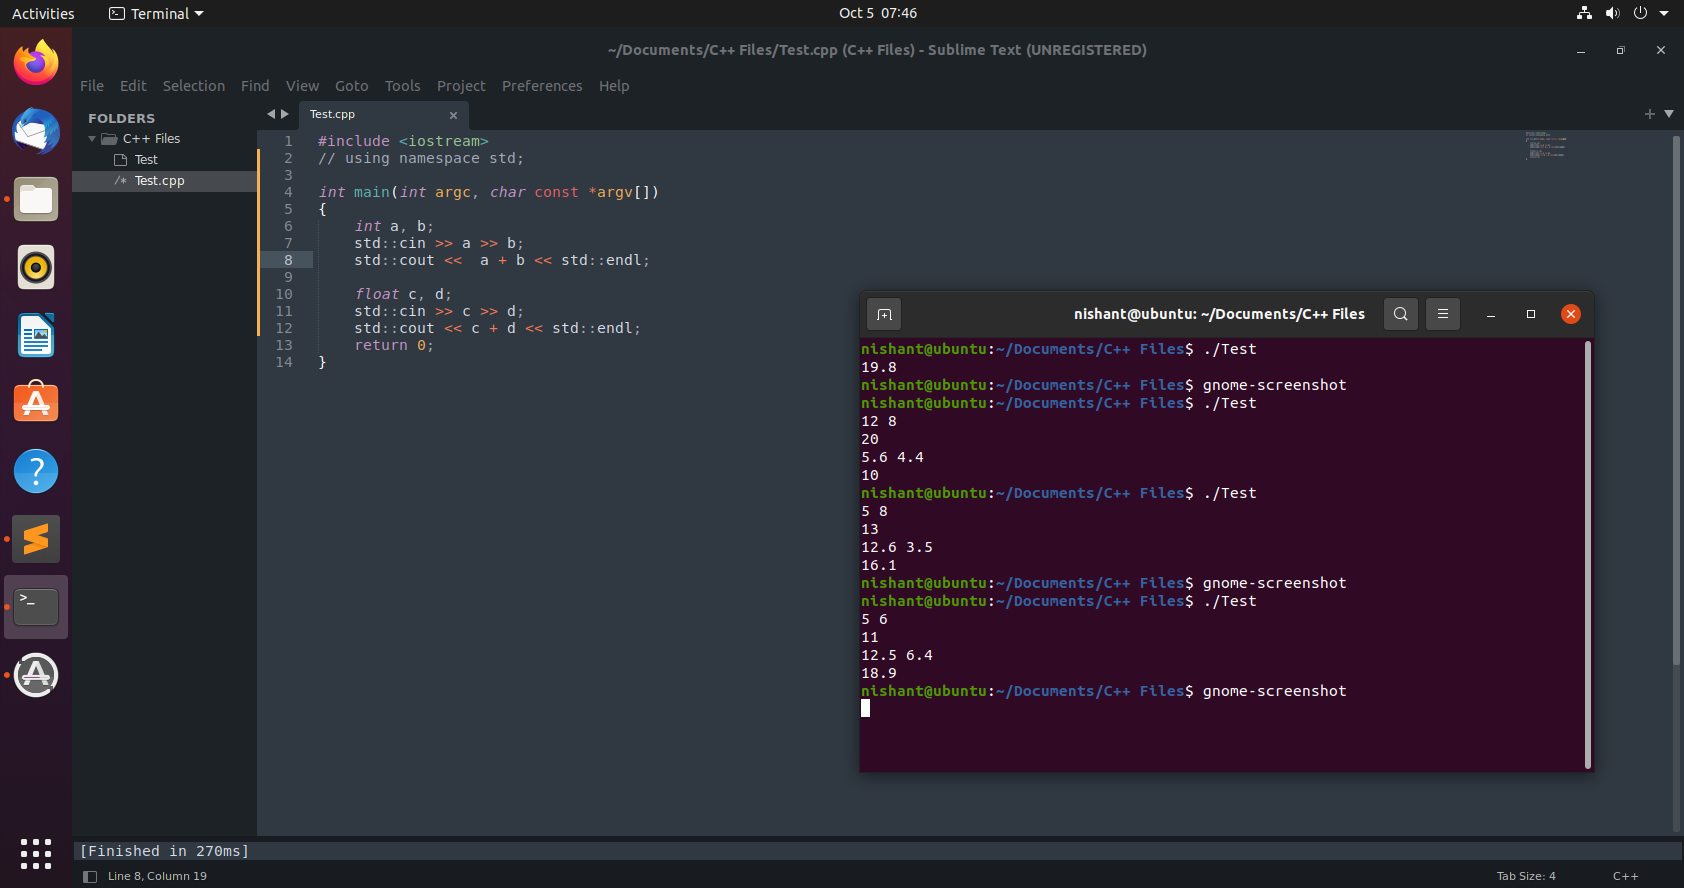 Activities Terminal Oct 5 07:46
~/Documents/C++ Files/Test.cpp (C++ Files) - Sublime Text (UNREGISTERED)
File Edit Selection Find View Goto Tools Project Preferences Help
FOLDERS
C++ Files
Test
/* Test.cpp
Test.cpp
1 #include <iostream>
2 // using namespace std;
3
4 int main(int argc, char const *argv[])
5 {
6     int a, b;
7     std::cin >> a >> b;
8     std::cout <<  a + b << std::endl;
9
10     float c, d;
11     std::cin >> c >> d;
12     std::cout << c + d << std::endl;
13     return 0;
14 }
nishant@ubuntu: ~/Documents/C++ Files
nishant@ubuntu:~/Documents/C++ Files$ ./Test
19.8
nishant@ubuntu:~/Documents/C++ Files$ gnome-screenshot
nishant@ubuntu:~/Documents/C++ Files$ ./Test
12 8
20
5.6 4.4
10
nishant@ubuntu:~/Documents/C++ Files$ ./Test
5 8
13
12.6 3.5
16.1
nishant@ubuntu:~/Documents/C++ Files$ gnome-screenshot
nishant@ubuntu:~/Documents/C++ Files$ ./Test
5 6
11
12.5 6.4
18.9
nishant@ubuntu:~/Documents/C++ Files$ gnome-screenshot
[Finished in 270ms]
Line 8, Column 19 Tab Size: 4 C++